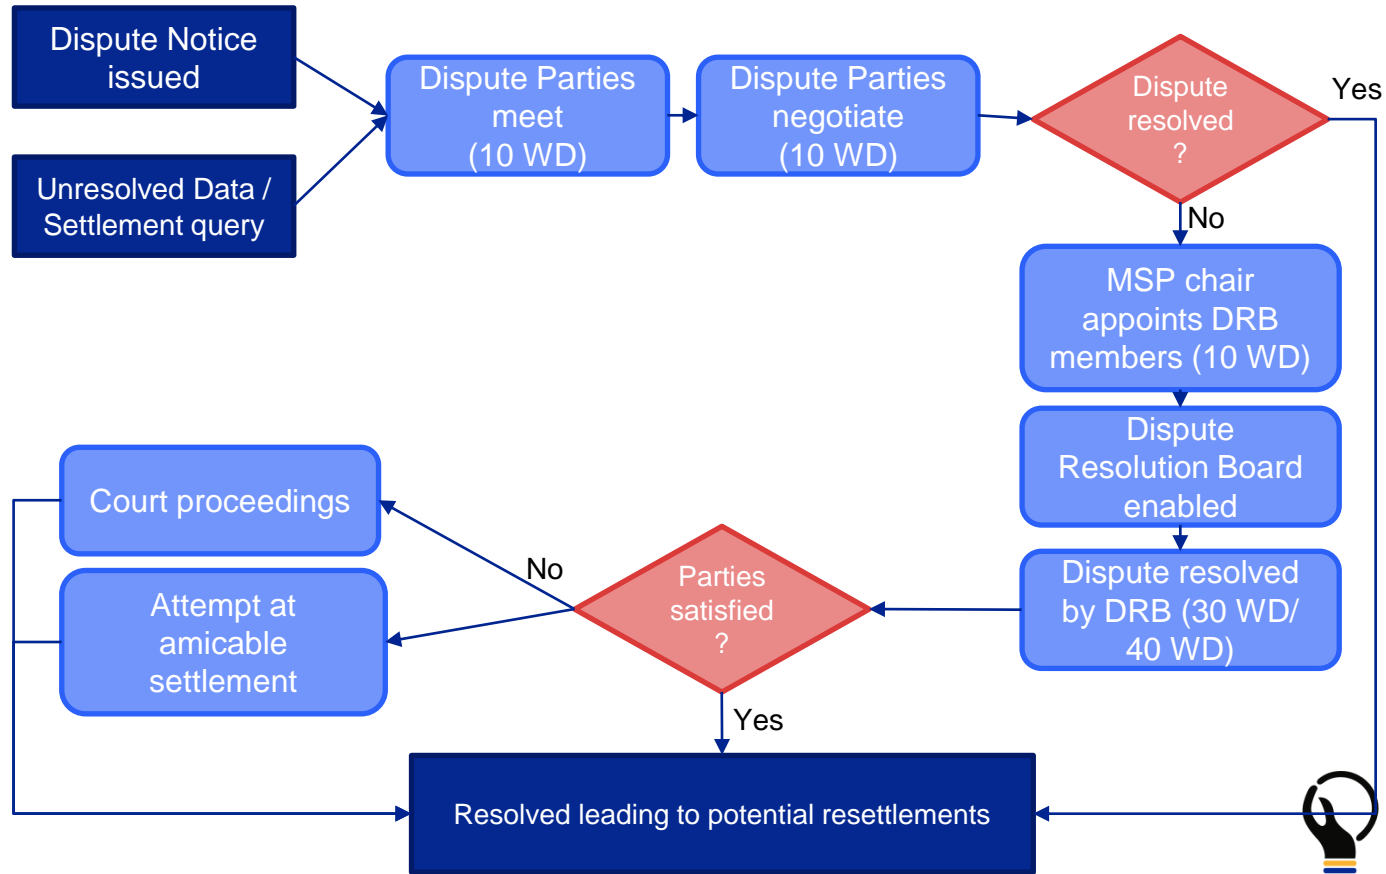 Dispute Notice
issued
Unresolved Data /
Settlement query
Dispute Parties
meet
(10 WD)
Dispute Parties
negotiate
(10 WD)
Dispute
resolved
?
Yes
No
MSP chair
appoints DRB
members (10 WD)
Dispute
Resolution Board
enabled
Dispute resolved
by DRB (30 WD/
40 WD)
Parties
satisfied
?
No
Court proceedings
Attempt at
amicable
settlement
Yes
Resolved leading to potential resettlements